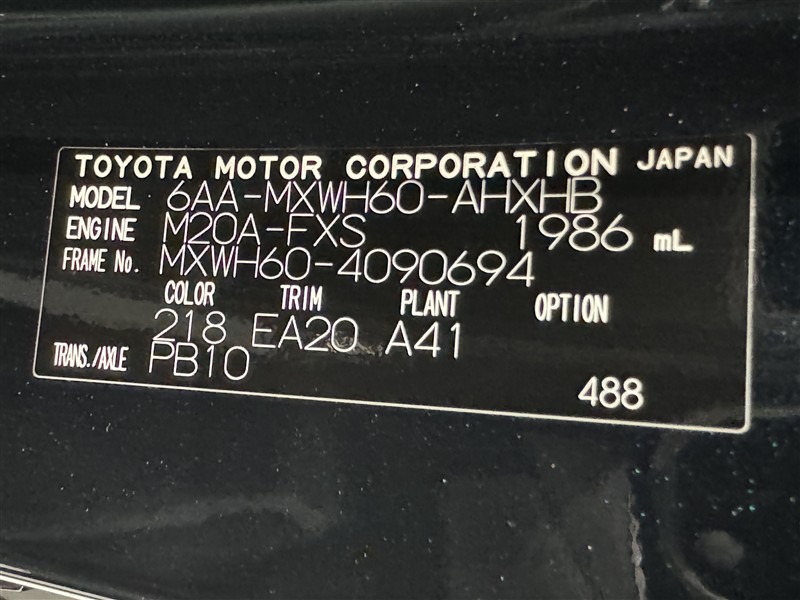 TOYOTA MOTOR CORPORATION JAPAN
MODEL 6AA-MXWH60-AHXHB
ENGINE M20A-FXS 1986 mL
FRAME No. MXWH60-4090694
COLOR TRIM PLANT OPTION
218 EA20 A41
TRANS./AXLE PB10
488